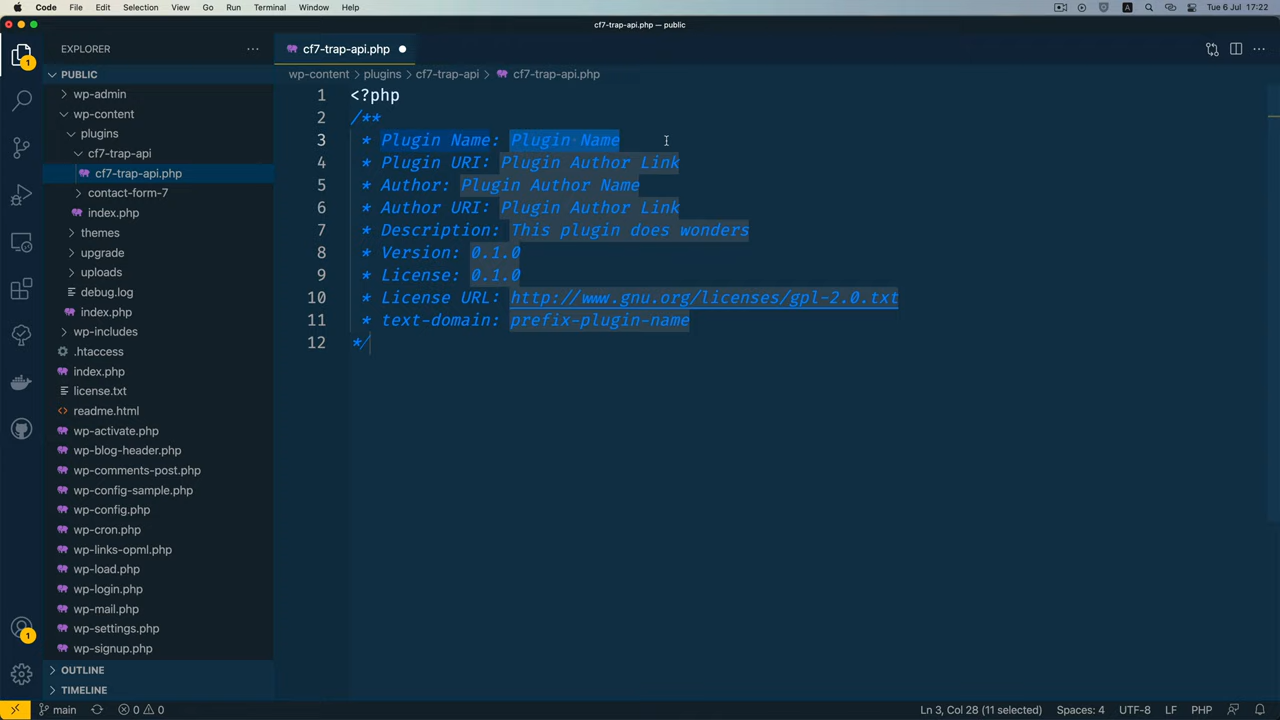 Code File Edit Selection View Go Run Terminal Window Help A Tue 6 Jul 17:22
cf7-trap-api.php — public
1
EXPLORER
PUBLIC
wp-admin
wp-content
plugins
cf7-trap-api
cf7-trap-api.php
contact-form-7
index.php
themes
upgrade
uploads
debug.log
index.php
wp-includes
.htaccess
index.php
license.txt
readme.html
wp-activate.php
wp-blog-header.php
wp-comments-post.php
wp-config-sample.php
wp-config.php
wp-cron.php
wp-links-opml.php
wp-load.php
wp-login.php
wp-mail.php
wp-settings.php
wp-signup.php
OUTLINE
TIMELINE
1
cf7-trap-api.php
wp-content > plugins > cf7-trap-api > cf7-trap-api.php
1 <?php
2 /**
3 * Plugin Name: Plugin Name
4 * Plugin URI: Plugin Author Link
5 * Author: Plugin Author Name
6 * Author URI: Plugin Author Link
7 * Description: This plugin does wonders
8 * Version: 0.1.0
9 * License: 0.1.0
10 * License URL: http://www.gnu.org/licenses/gpl-2.0.txt
11 * text-domain: prefix-plugin-name
12 */
main 0 0 Ln 3, Col 28 (11 selected) Spaces: 4 UTF-8 LF PHP